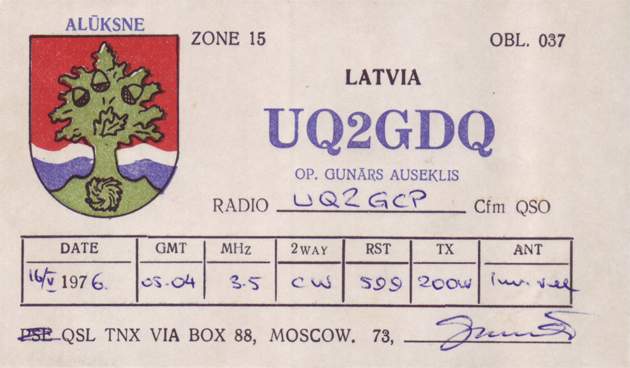 ALŪKSNE
ZONE 15 OBL. 037
LATVIA
UQ2GDQ
OP. GUNĀRS AUSEKLIS
RADIO UQ2GCP Cfm QSO
DATE GMT MHz 2WAY RST TX ANT
16/V 1976. 05.04 3.5 CW 599 200W inv. vee
PSE QSL TNX VIA BOX 88, MOSCOW. 73,